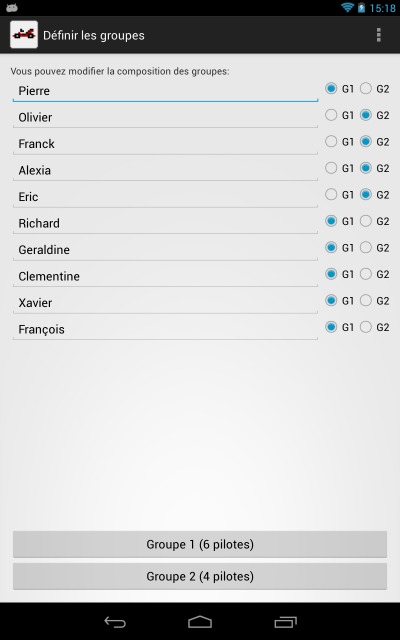 15:18
Définir les groupes
Vous pouvez modifier la composition des groupes:
Pierre G1 G2
Olivier G1 G2
Franck G1 G2
Alexia G1 G2
Eric G1 G2
Richard G1 G2
Geraldine G1 G2
Clementine G1 G2
Xavier G1 G2
François G1 G2
Groupe 1 (6 pilotes)
Groupe 2 (4 pilotes)